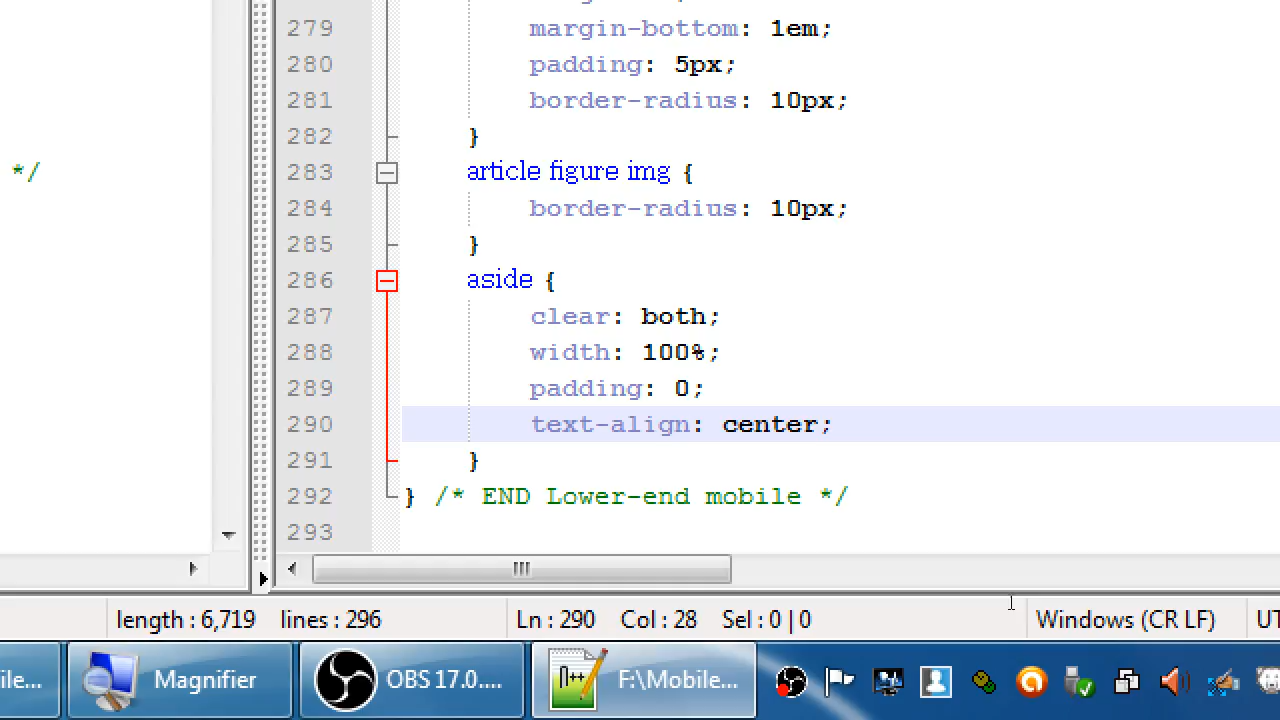 279 margin-bottom: 1em;
280 padding: 5px;
281 border-radius: 10px;
282 }
*/
283 article figure img {
284 border-radius: 10px;
285 }
286 aside {
287 clear: both;
288 width: 100%;
289 padding: 0;
290 text-align: center;
291 }
292 } /* END Lower-end mobile */
293
length : 6,719 lines : 296 Ln : 290 Col : 28 Sel : 0 | 0 Windows (CR LF) UT
ile... Magnifier OBS 17.0.... F:\Mobile...